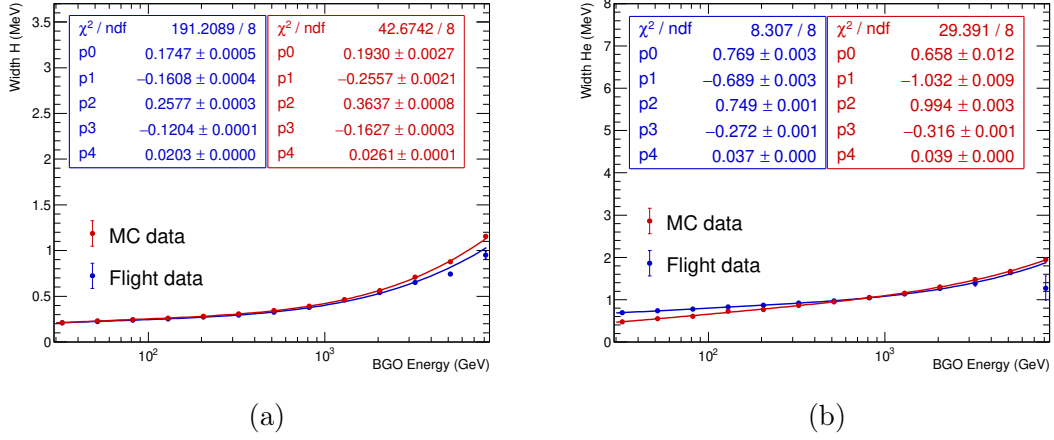 Width H (MeV)
3.5
3
2.5
2
1.5
1
0.5
0
χ² / ndf 191.2089 / 8
p0 0.1747 ± 0.0005
p1 −0.1608 ± 0.0004
p2 0.2577 ± 0.0003
p3 −0.1204 ± 0.0001
p4 0.0203 ± 0.0000
χ² / ndf 42.6742 / 8
p0 0.1930 ± 0.0027
p1 −0.2557 ± 0.0021
p2 0.3637 ± 0.0008
p3 −0.1627 ± 0.0003
p4 0.0261 ± 0.0001
MC data
Flight data
10² 10³
BGO Energy (GeV)
(a)
Width He (MeV)
8
7
6
5
4
3
2
1
0
χ² / ndf 8.307 / 8
p0 0.769 ± 0.003
p1 −0.689 ± 0.003
p2 0.749 ± 0.001
p3 −0.272 ± 0.001
p4 0.037 ± 0.000
χ² / ndf 29.391 / 8
p0 0.658 ± 0.012
p1 −1.032 ± 0.009
p2 0.994 ± 0.003
p3 −0.316 ± 0.001
p4 0.039 ± 0.000
MC data
Flight data
10² 10³
BGO Energy (GeV)
(b)